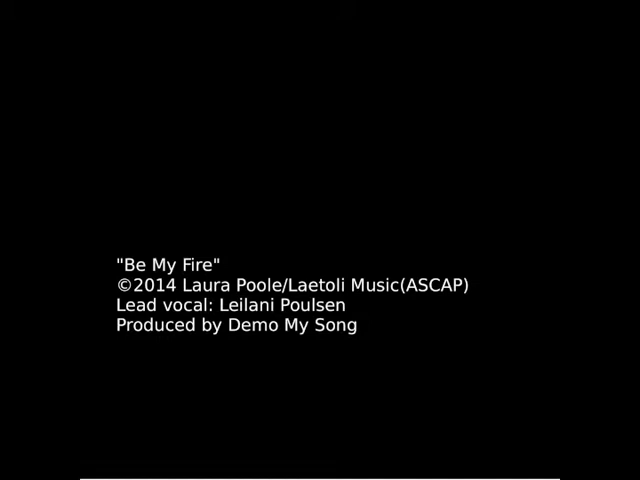 "Be My Fire"
©2014 Laura Poole/Laetoli Music(ASCAP)
Lead vocal: Leilani Poulsen
Produced by Demo My Song